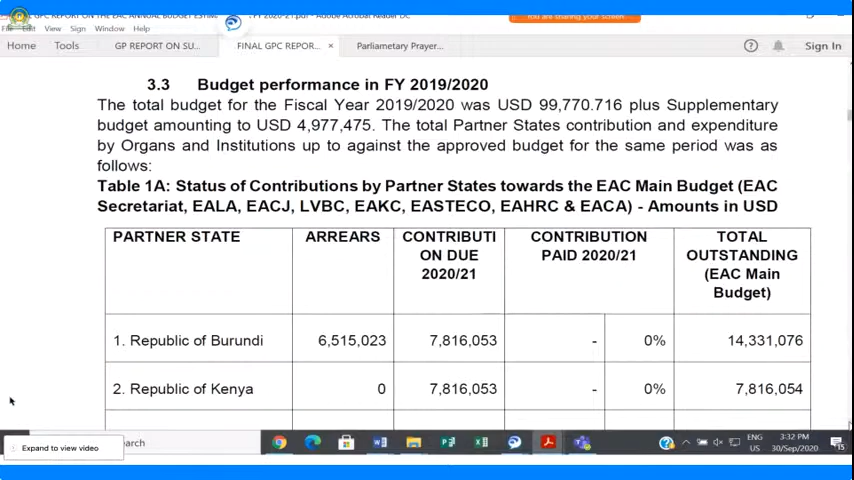 GPC REPORT ON THE EAC ANNUAL BUDGET ESTIM
FY 2020-21.pdf - Adobe Acrobat Reader DC
You are sharing your screen
File Edit View Sign Window Help
Home Tools GP REPORT ON SU... FINAL GPC REPOR... × Parliametary Prayer... Sign In
3.3 Budget performance in FY 2019/2020
The total budget for the Fiscal Year 2019/2020 was USD 99,770.716 plus Supplementary
budget amounting to USD 4,977,475. The total Partner States contribution and expenditure
by Organs and Institutions up to against the approved budget for the same period was as
follows:
Table 1A: Status of Contributions by Partner States towards the EAC Main Budget (EAC
Secretariat, EALA, EACJ, LVBC, EAKC, EASTECO, EAHRC & EACA) - Amounts in USD
PARTNER STATE ARREARS CONTRIBUTI CONTRIBUTION TOTAL
ON DUE PAID 2020/21 OUTSTANDING
2020/21 (EAC Main
Budget)
1. Republic of Burundi 6,515,023 7,816,053 - 0% 14,331,076
2. Republic of Kenya 0 7,816,053 - 0% 7,816,054
Expand to view video
earch
ENG 3:32 PM
US 30/Sep/2020
15